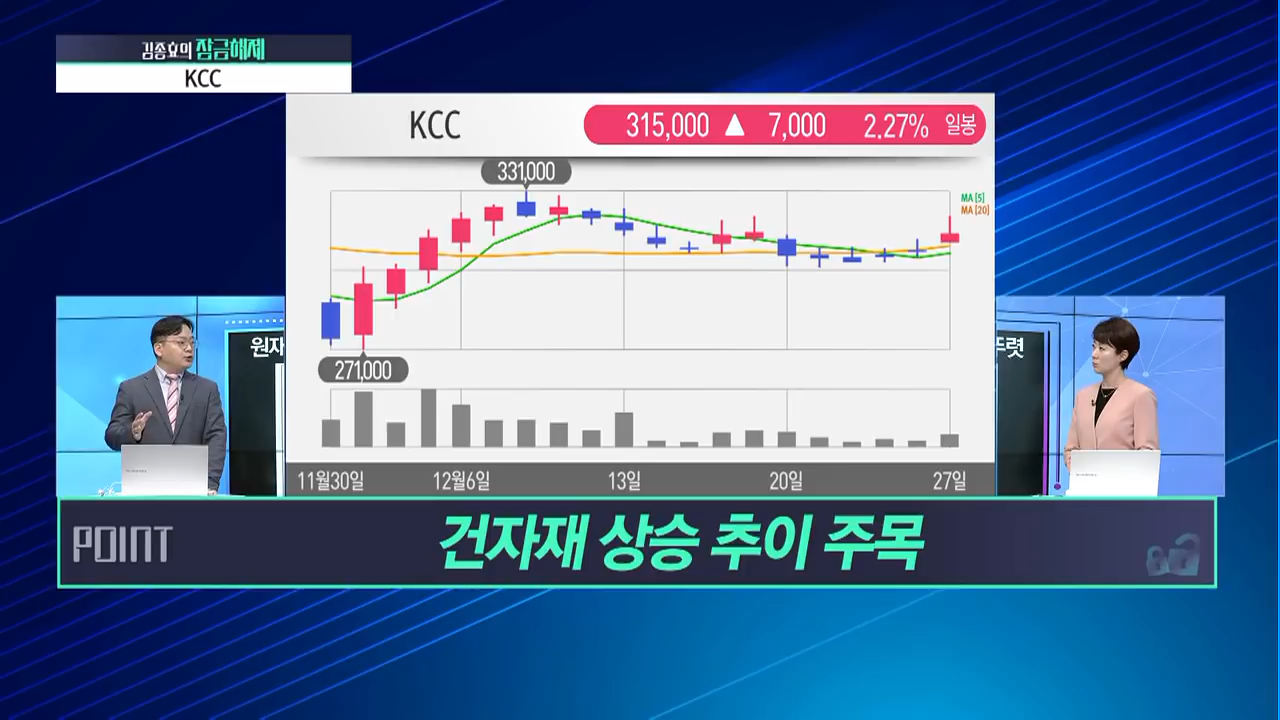 김종효의 잠금해제
KCC
KCC
315,000 ▲ 7,000 2.27% 일봉
331,000
MA [5]
MA [20]
원자
뚜렷
271,000
11월30일 12월6일 13일 20일 27일
POINT
건자재 상승 추이 주목